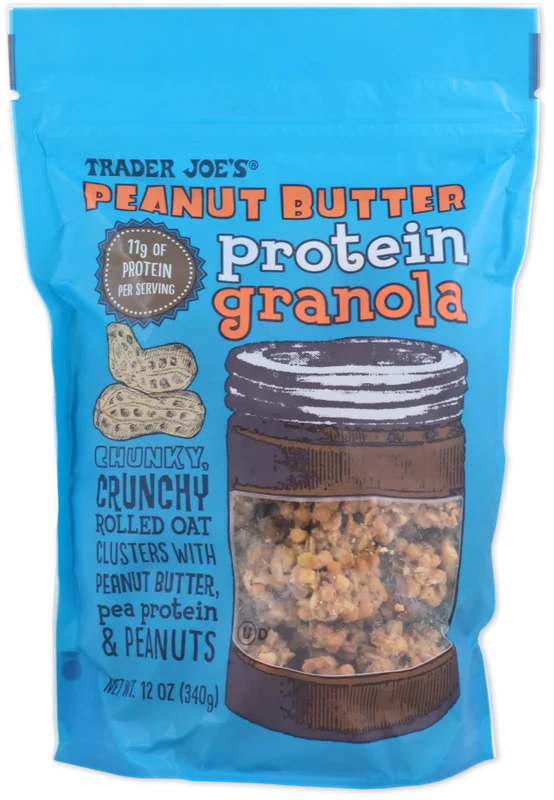 TRADER JOE'S®
PEANUT BUTTER
protein
granola
11g OF
PROTEIN
PER SERVING
CHUNKY,
CRUNCHY
ROLLED OAT
CLUSTERS WITH
PEANUT BUTTER,
pea protein
& PEANUTS
U D
NET WT. 12 OZ (340g)